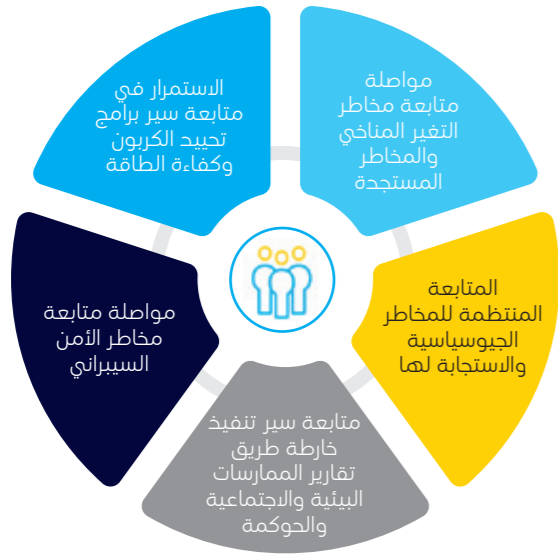 مواصلة
متابعة مخاطر
التغير المناخي
والمخاطر
المستجدة
المتابعة
المنتظمة للمخاطر
الجيوسياسية
والاستجابة لها
متابعة سير تنفيذ
خارطة طريق
تقارير الممارسات
البيئية والاجتماعية
والحوكمة
مواصلة متابعة
مخاطر الأمن
السيبراني
الاستمرار في
متابعة سير برامج
تحييد الكربون
وكفاءة الطاقة